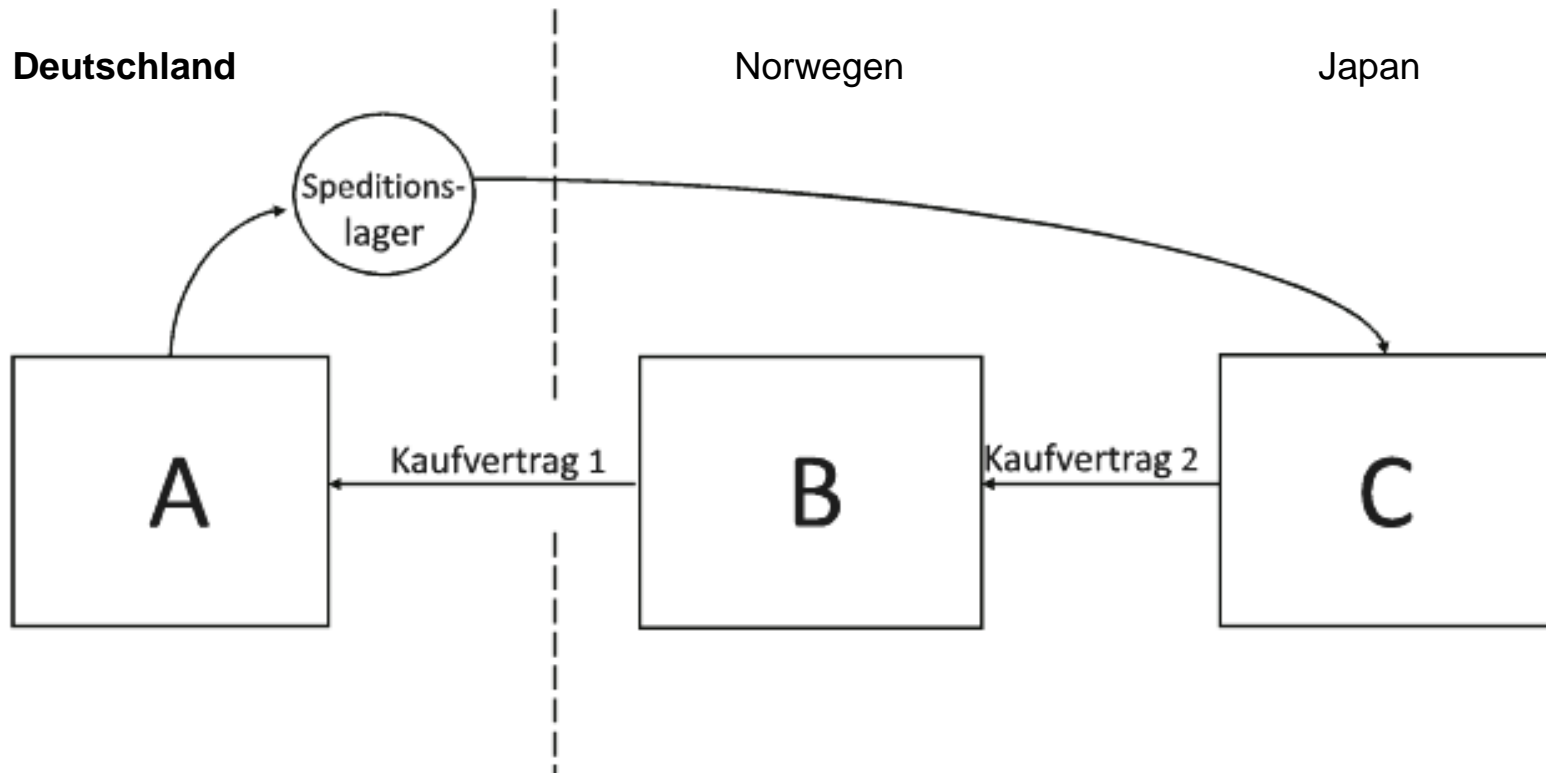 Deutschland
Norwegen
Japan
Speditions-
lager
Kaufvertrag 1
Kaufvertrag 2
A
B
C